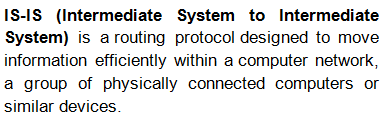 IS-IS (Intermediate System to Intermediate
System) is a routing protocol designed to move
information efficiently within a computer network,
a group of physically connected computers or
similar devices.